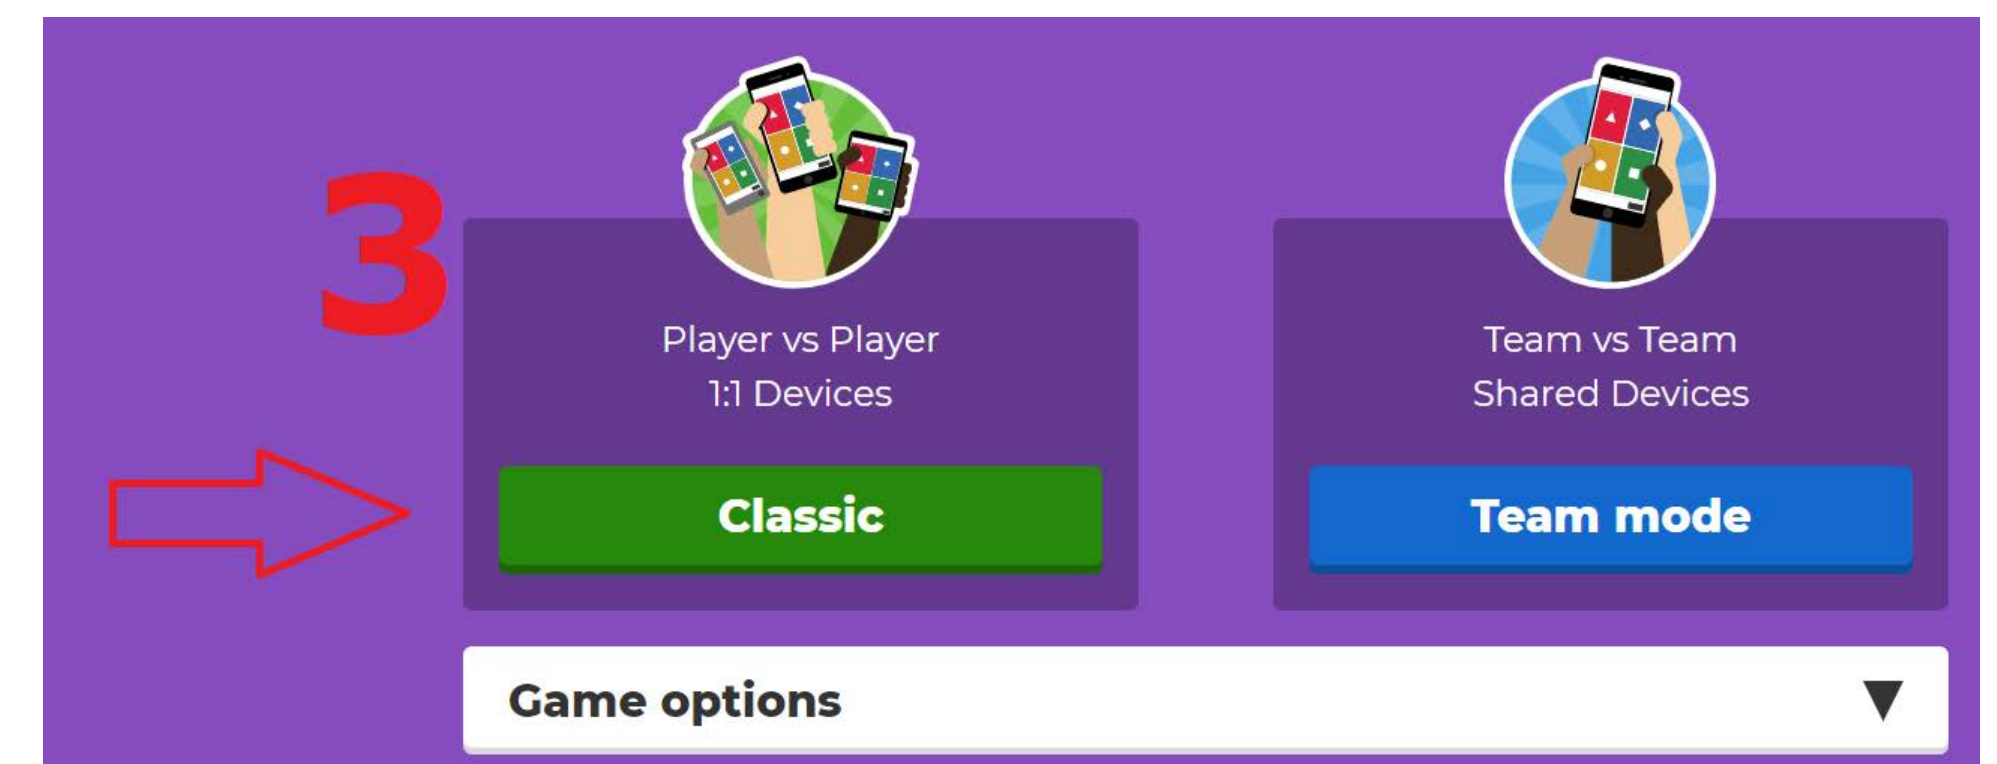 3
Player vs Player
1:1 Devices
Classic
Team vs Team
Shared Devices
Team mode
Game options